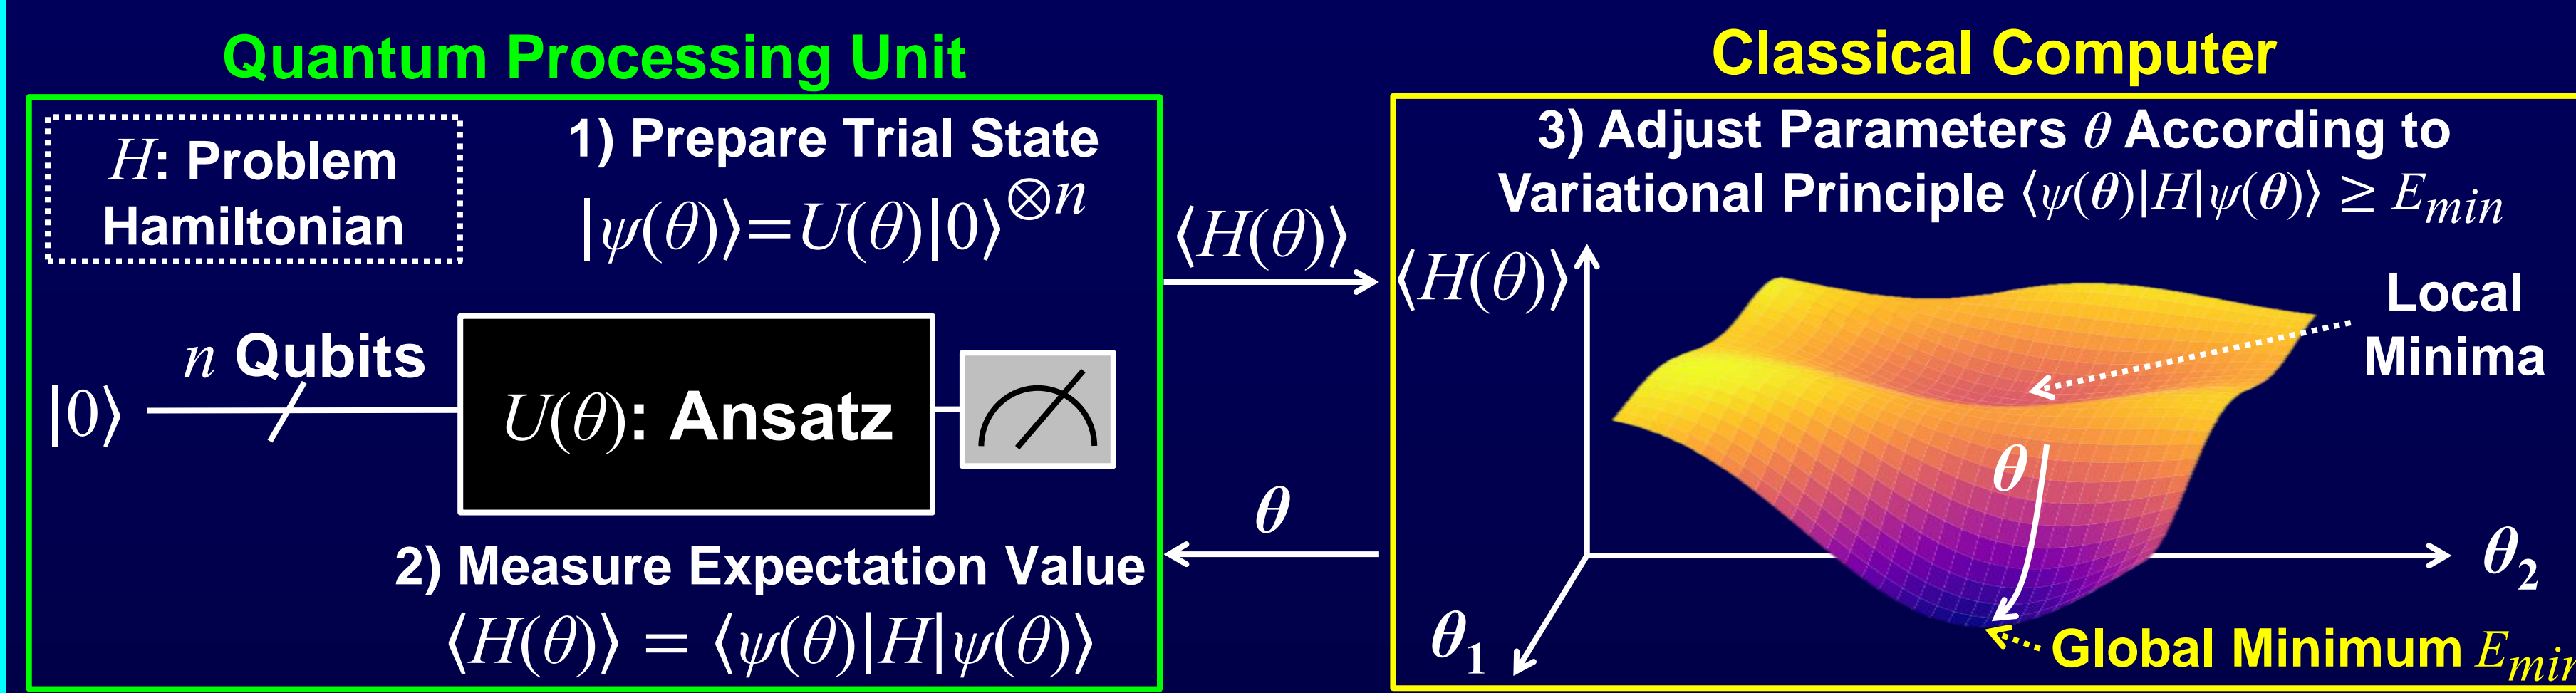 Quantum Processing Unit
H: Problem
Hamiltonian
1) Prepare Trial State
|ψ(θ)⟩=U(θ)|0⟩⊗n
|0⟩
n Qubits
U(θ): Ansatz
2) Measure Expectation Value
⟨H(θ)⟩ = ⟨ψ(θ)|H|ψ(θ)⟩
⟨H(θ)⟩
θ
Classical Computer
3) Adjust Parameters θ According to
Variational Principle ⟨ψ(θ)|H|ψ(θ)⟩ ≥ Emin
⟨H(θ)⟩
Local
Minima
θ
θ2
θ1
Global Minimum Emin